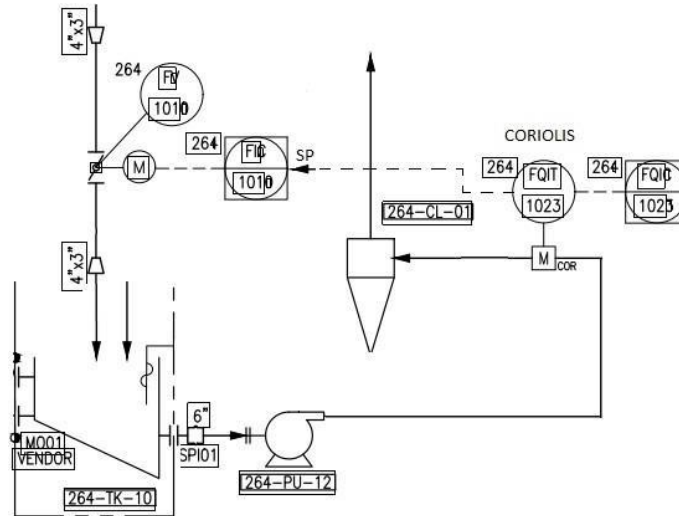 4"x3"
264
FV
1010
264
FIC
1010
SP
CORIOLIS
264
FQIT
1023
264
FQIC
1023
M
264-CL-01
4"x3"
M
COR
6"
M001
VENDOR
SPI01
264-TK-10
264-PU-12